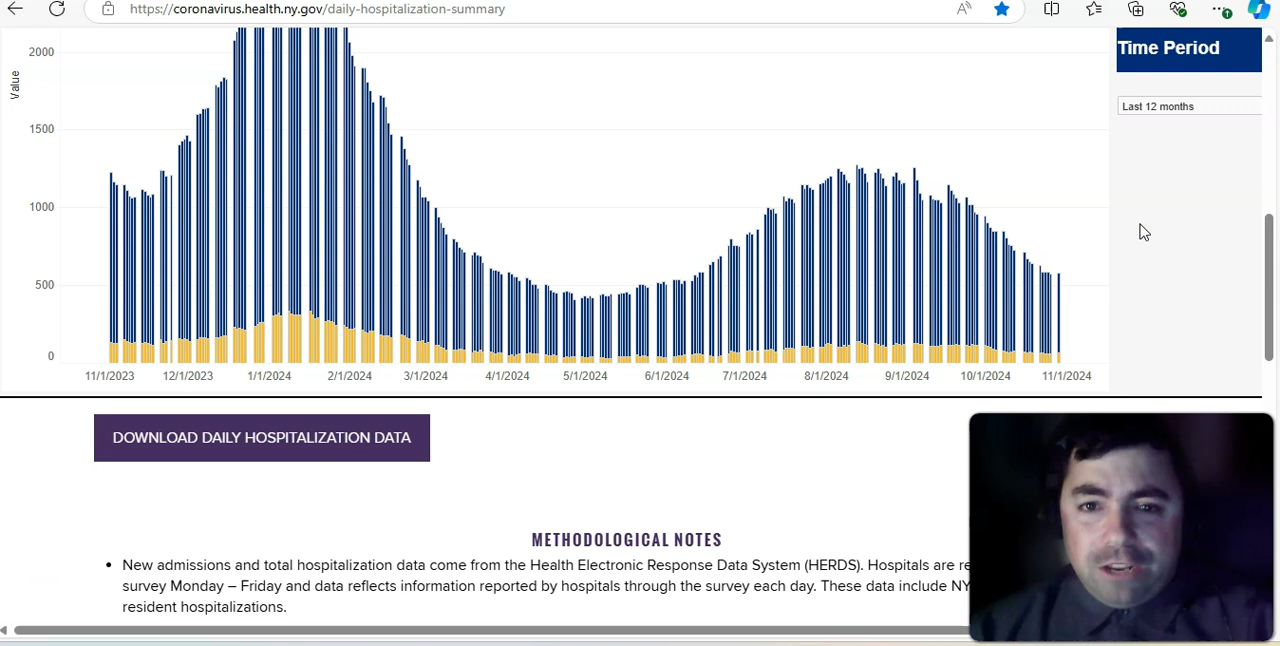 https://coronavirus.health.ny.gov/daily-hospitalization-summary
Value
2000
1500
1000
500
0
11/1/2023 12/1/2023 1/1/2024 2/1/2024 3/1/2024 4/1/2024 5/1/2024 6/1/2024 7/1/2024 8/1/2024 9/1/2024 10/1/2024 11/1/2024
Time Period
Last 12 months
DOWNLOAD DAILY HOSPITALIZATION DATA
METHODOLOGICAL NOTES
• New admissions and total hospitalization data come from the Health Electronic Response Data System (HERDS). Hospitals are re
survey Monday – Friday and data reflects information reported by hospitals through the survey each day. These data include NY
resident hospitalizations.